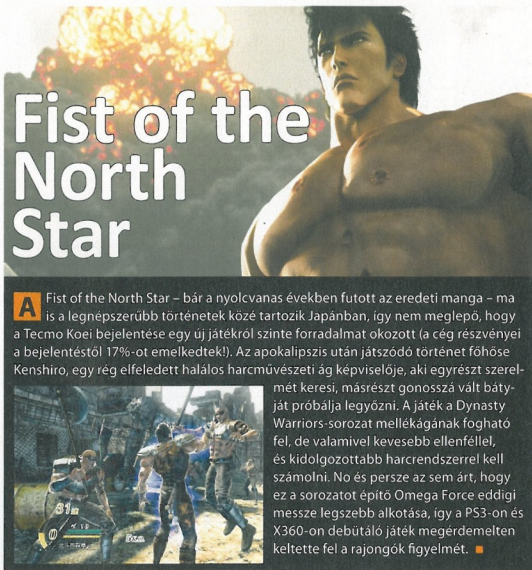 Fist of the
North
Star
A Fist of the North Star – bár a nyolcvanas években futott az eredeti manga – ma
is a legnépszerűbb történetek közé tartozik Japánban, így nem meglepő, hogy
a Tecmo Koei bejelentése egy új játékról szinte forradalmat okozott (a cég részvényei
a bejelentéstől 17%-ot emelkedtek!). Az apokalipszis után játszódó történet főhőse
Kenshiro, egy rég elfeledett halálos harcművészeti ág képviselője, aki egyrészt szerel-
mét keresi, másrészt gonosszá vált báty-
ját próbálja legyőzni. A játék a Dynasty
Warriors-sorozat mellékágának fogható
fel, de valamivel kevesebb ellenféllel,
és kidolgozottabb harcrendszerrel kell
számolni. No és persze az sem árt, hogy
ez a sorozatot építő Omega Force eddigi
messze legszebb alkotása, így a PS3-on és
X360-on debütáló játék megérdemelten
keltette fel a rajongók figyelmét.